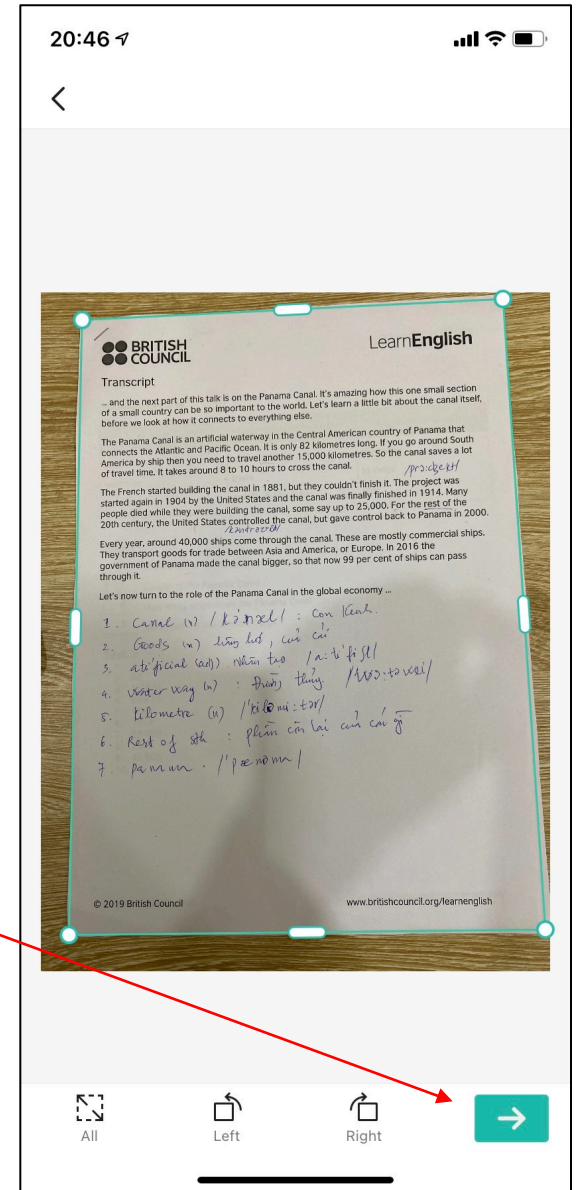 20:46
BRITISH
COUNCIL
LearnEnglish
Transcript
... and the next part of this talk is on the Panama Canal. It's amazing how this one small section
of a small country can be so important to the world. Let's learn a little bit about the canal itself,
before we look at how it connects to everything else.
The Panama Canal is an artificial waterway in the Central American country of Panama that
connects the Atlantic and Pacific Ocean. It is only 82 kilometres long. If you go around South
America by ship then you need to travel another 15,000 kilometres. So the canal saves a lot
of travel time. It takes around 8 to 10 hours to cross the canal.
The French started building the canal in 1881, but they couldn't finish it. The project was
started again in 1904 by the United States and the canal was finally finished in 1914. Many
people died while they were building the canal, some say up to 25,000. For the rest of the
20th century, the United States controlled the canal, but gave control back to Panama in 2000.
Every year, around 40,000 ships come through the canal. These are mostly commercial ships.
They transport goods for trade between Asia and America, or Europe. In 2016 the
government of Panama made the canal bigger, so that now 99 per cent of ships can pass
through it.
Let's now turn to the role of the Panama Canal in the global economy ...
1. Canal (n) : Con Kênh.
2. Goods (n) , của cải
3. (adj) nhân tạo
4. water way (n) : đường thủy.
5. kilometre (n)
6. Rest of sth : phần còn lại của cái gì
7.
© 2019 British Council
www.britishcouncil.org/learnenglish
All
Left
Right